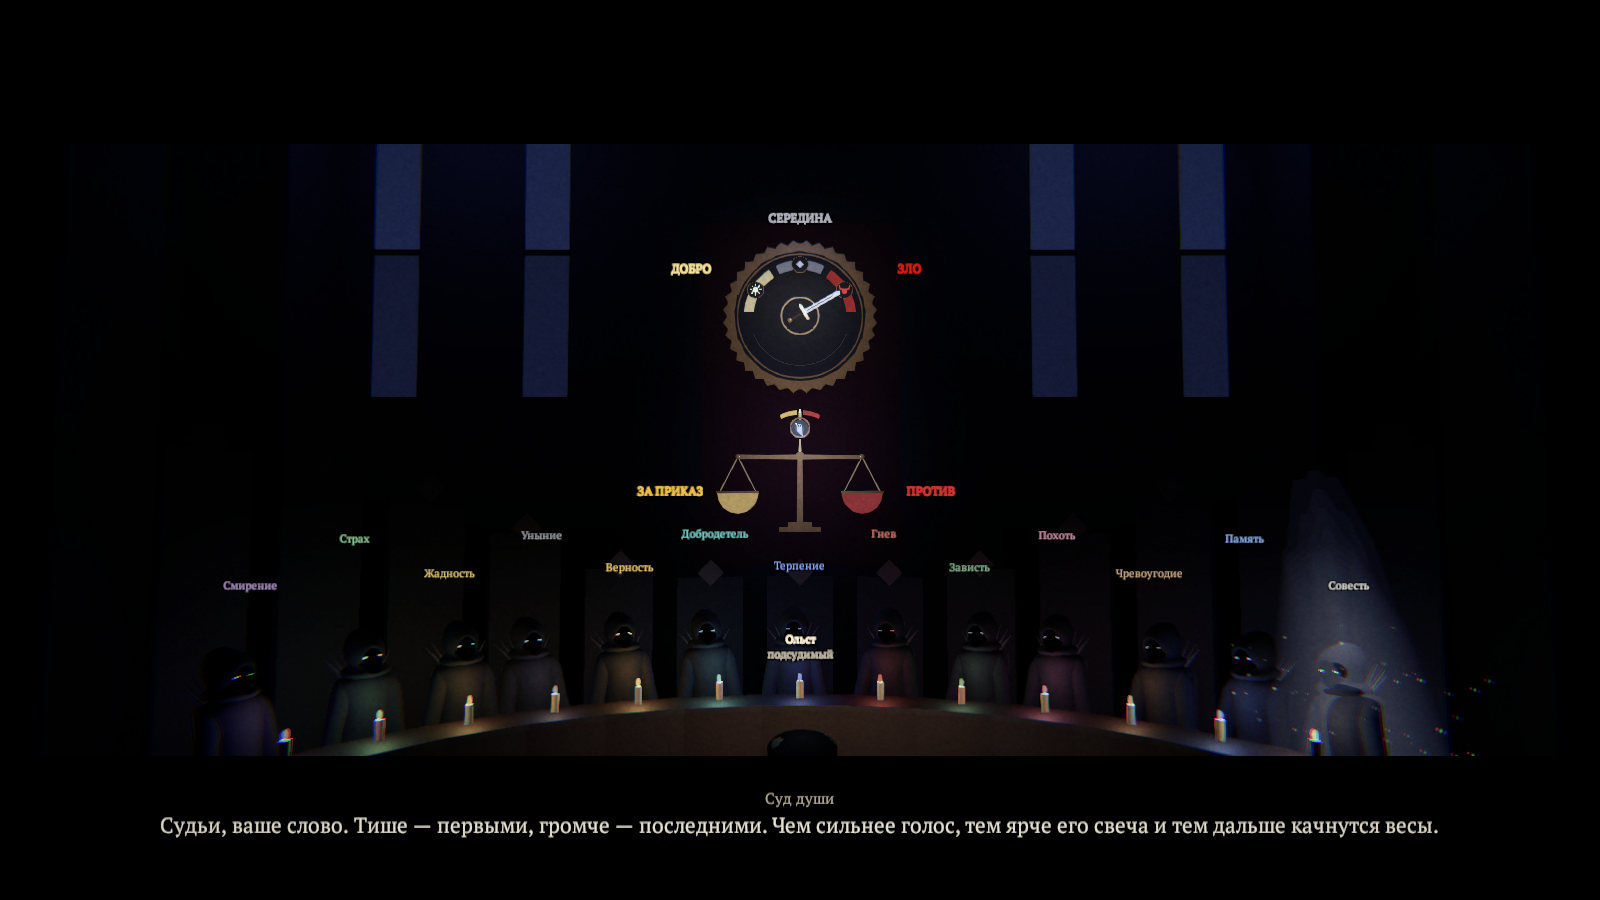 СЕРЕДИНА
ДОБРО
ЗЛО
ЗА ПРИКАЗ
ПРОТИВ
Страх
Уныние
Добродетель
Гнев
Похоть
Память
Смирение
Жадность
Верность
Терпение
Зависть
Чревоугодие
Совесть
Ольст
подсудимый
Суд души
Судьи, ваше слово. Тише — первыми, громче — последними. Чем сильнее голос, тем ярче его свеча и тем дальше качнутся весы.